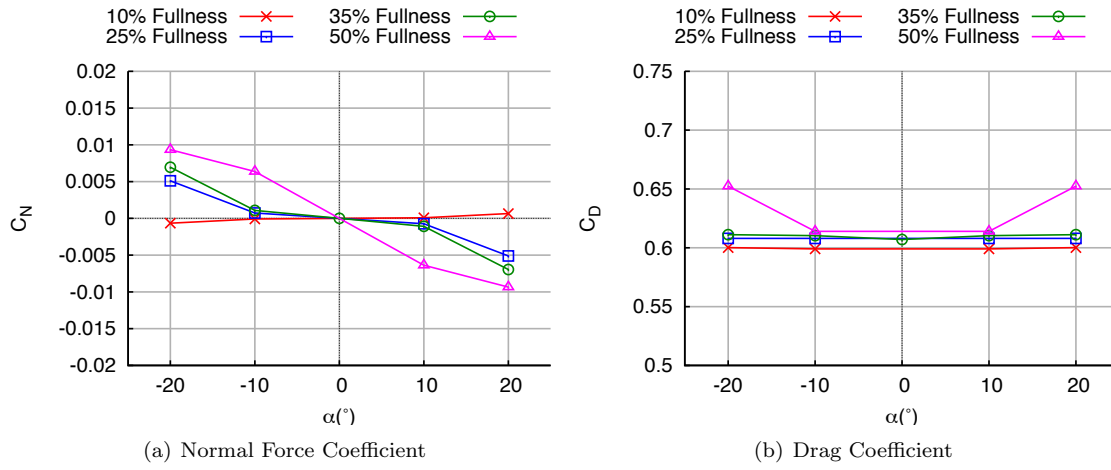 10% Fullness 35% Fullness
25% Fullness 50% Fullness
0.02
0.015
0.01
0.005
0
-0.005
-0.01
-0.015
-0.02
C_N
-20 -10 0 10 20
α(°)
(a) Normal Force Coefficient
10% Fullness 35% Fullness
25% Fullness 50% Fullness
0.75
0.7
0.65
0.6
0.55
0.5
C_D
-20 -10 0 10 20
α(°)
(b) Drag Coefficient